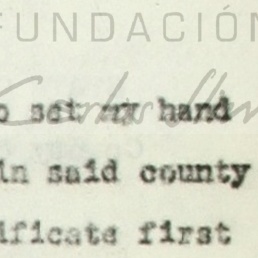 FUNDACIÓN
o set my hand
in said county
ificate first